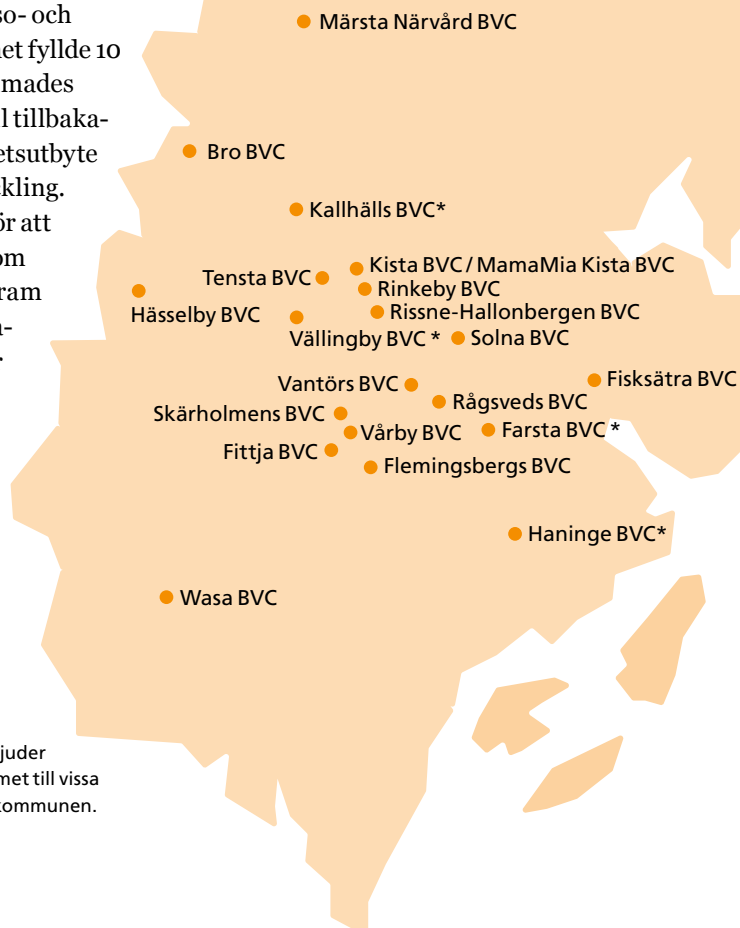 so- och
et fyllde 10
mades
l tillbaka-
etsutbyte
ckling.
ör att
om
ram
-
Märsta Närvård BVC
Bro BVC
Kallhälls BVC*
Kista BVC / MamaMia Kista BVC
Tensta BVC
Rinkeby BVC
Hässelby BVC
Rissne-Hallonbergen BVC
Vällingby BVC *
Solna BVC
Fisksätra BVC
Vantörs BVC
Rågsveds BVC
Skärholmens BVC
Vårby BVC
Farsta BVC *
Fittja BVC
Flemingsbergs BVC
Haninge BVC*
Wasa BVC
juder
met till vissa
kommunen.